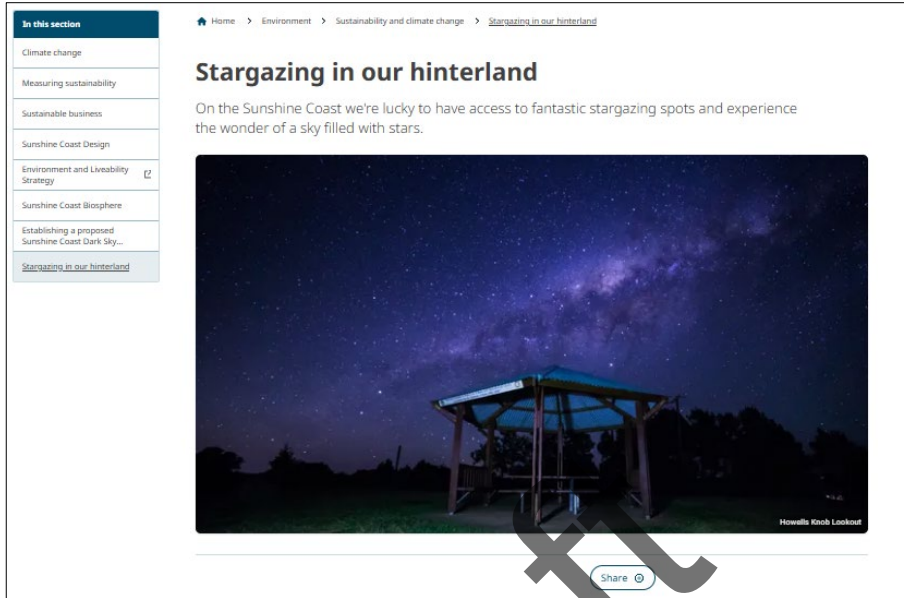 In this section
Climate change
Measuring sustainability
Sustainable business
Sunshine Coast Design
Environment and Liveability
Strategy
Sunshine Coast Biosphere
Establishing a proposed
Sunshine Coast Dark Sky...
Stargazing in our hinterland
Home > Environment > Sustainability and climate change > Stargazing in our hinterland
Stargazing in our hinterland
On the Sunshine Coast we're lucky to have access to fantastic stargazing spots and experience
the wonder of a sky filled with stars.
Howells Knob Lookout
Share